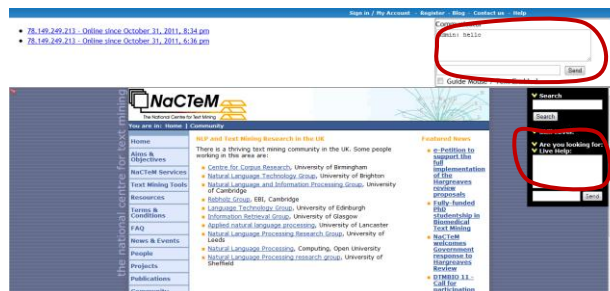 Sign in / My Account - Register - Blog - Contact us - Help
78.149.249.213 - Online since October 31, 2011, 8:34 pm
78.149.249.213 - Online since October 31, 2011, 6:36 pm
admin: hello
Send
Guide Mouse
NaCTeM
The National Centre for Text Mining
the national centre for text mining
You are in: Home | Community
Home
Aims & Objectives
NaCTeM Services
Text Mining Tools
Resources
Terms & Conditions
FAQ
News & Events
People
Projects
Publications
Community
NLP And Text Mining Research in the UK
There is a thriving text mining community in the UK. Some people
working in this area are:
Centre for Corpus Research, University of Birmingham
Natural Language Technology Group, University of Brighton
Natural Language and Information Processing Group, University
of Cambridge
Rebholz Group, EBI, Cambridge
Language Technology Group, University of Edinburgh
Information Retrieval Group, University of Glasgow
Applied natural language processing, University of Lancaster
Natural Language Processing Research Group, University of
Leeds
Natural Language Processing, Computing, Open University
Natural Language Processing research group, University of
Sheffield
Featured News
e-Petition to
support the
full
implementation
of the
Hargreaves
review
proposals
Fully-funded
PhD
studentship in
Biomedical
Text Mining
NaCTeM
welcomes
Government
response to
Hargreaves
Review
DTMBIO 11 -
Call for
participation
Search
Search
Are you looking for:
Live Help:
Send